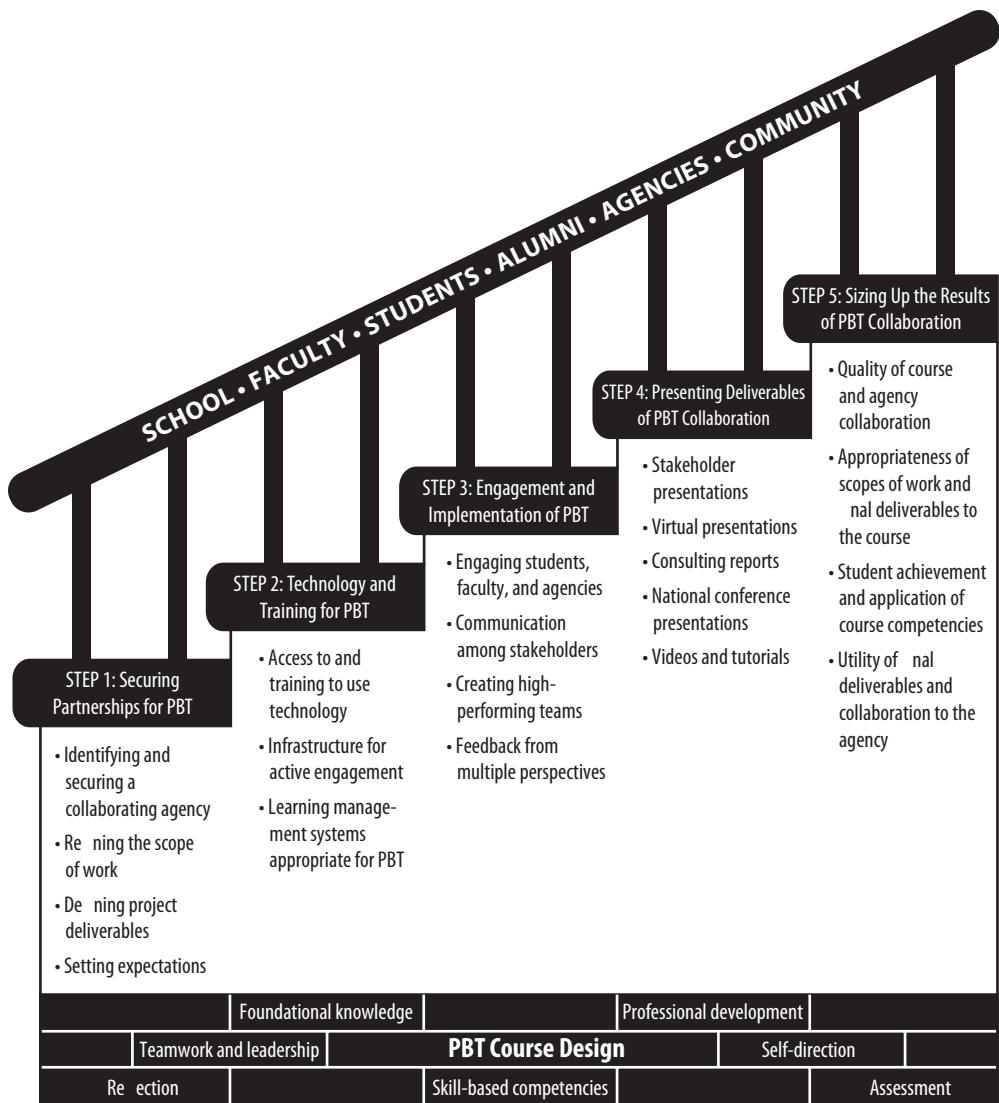 SCHOOL • FACULTY • STUDENTS • ALUMNI • AGENCIES • COMMUNITY
STEP 1: Securing
Partnerships for PBT
• Identifying and
securing a
collaborating agency
• Re ning the scope
of work
• De ning project
deliverables
• Setting expectations
STEP 2: Technology and
Training for PBT
• Access to and
training to use
technology
• Infrastructure for
active engagement
• Learning manage-
ment systems
appropriate for PBT
STEP 3: Engagement and
Implementation of PBT
• Engaging students,
faculty, and agencies
• Communication
among stakeholders
• Creating high-
performing teams
• Feedback from
multiple perspectives
STEP 4: Presenting Deliverables
of PBT Collaboration
• Stakeholder
presentations
• Virtual presentations
• Consulting reports
• National conference
presentations
• Videos and tutorials
STEP 5: Sizing Up the Results
of PBT Collaboration
• Quality of course
and agency
collaboration
• Appropriateness of
scopes of work and
nal deliverables to
the course
• Student achievement
and application of
course competencies
• Utility of nal
deliverables and
collaboration to the
agency
Foundational knowledge
Professional development
Teamwork and leadership
PBT Course Design
Self-direction
Re ection
Skill-based competencies
Assessment